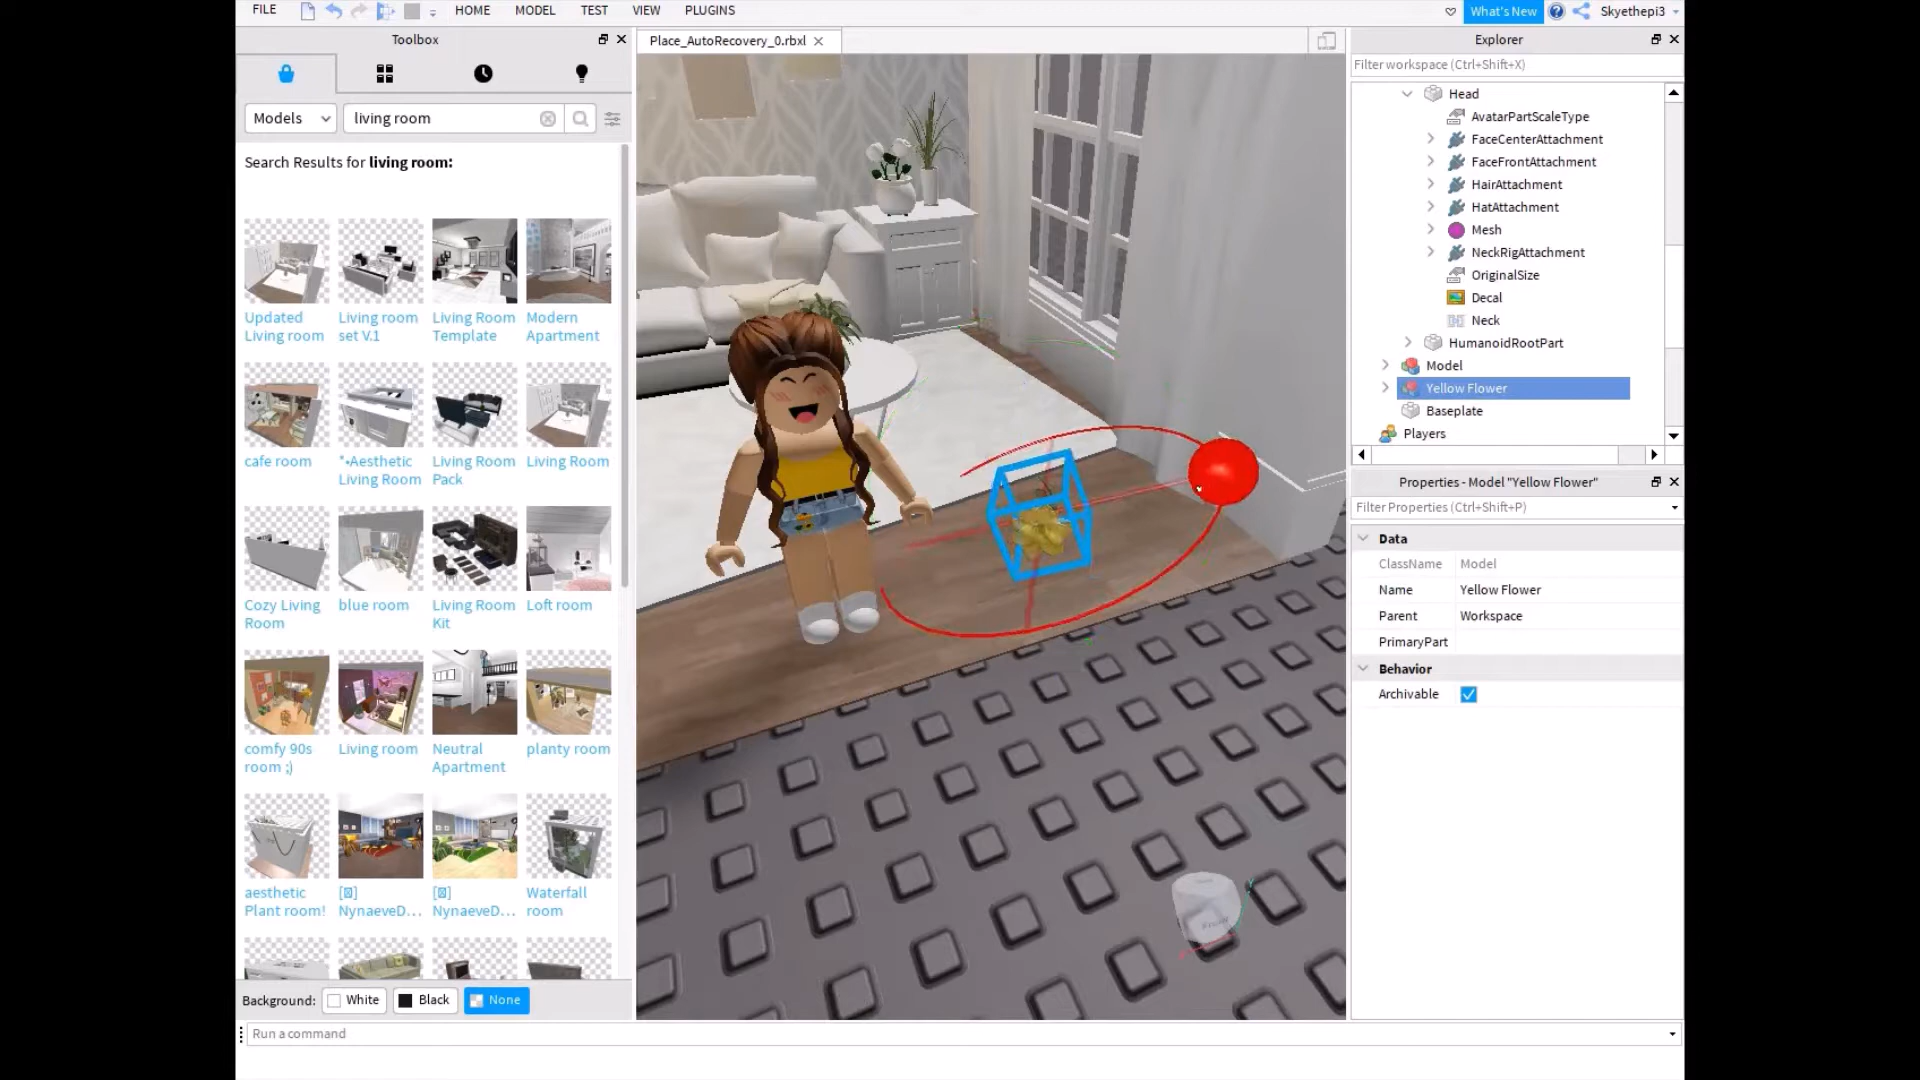 FILE
HOME
MODEL
TEST
VIEW
PLUGINS
What's New
Skyethepi3
Toolbox
Models
living room
Search Results for living room:
Updated Living room
Living room set V.1
Living Room Template
Modern Apartment
cafe room
*•Aesthetic Living Room
Living Room Pack
Living Room
Cozy Living Room
blue room
Living Room Kit
Loft room
comfy 90s room ;)
Living room
Neutral Apartment
planty room
aesthetic Plant room!
NynaeveD...
NynaeveD...
Waterfall room
Background:
White
Black
None
Run a command
Place_AutoRecovery_0.rbxl
Explorer
Filter workspace (Ctrl+Shift+X)
Head
AvatarPartScaleType
FaceCenterAttachment
FaceFrontAttachment
HairAttachment
HatAttachment
Mesh
NeckRigAttachment
OriginalSize
Decal
Neck
HumanoidRootPart
Model
Yellow Flower
Baseplate
Players
Properties - Model "Yellow Flower"
Filter Properties (Ctrl+Shift+P)
Data
ClassName Model
Name Yellow Flower
Parent Workspace
PrimaryPart
Behavior
Archivable